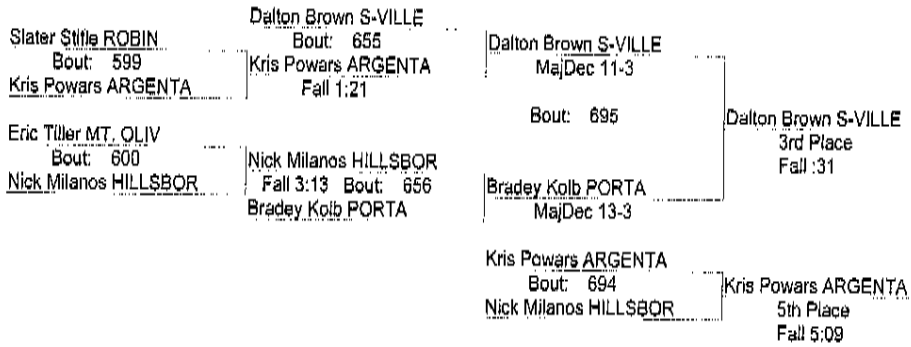 Slater Stifle ROBIN
Bout: 599
Kris Powars ARGENTA
Eric Tiller MT. OLIV
Bout: 600
Nick Milanos HILLSBOR
Dalton Brown S-VILLE
Bout: 655
Kris Powars ARGENTA
Fall 1:21
Nick Milanos HILLSBOR
Fall 3:13 Bout: 656
Bradey Kolb PORTA
Dalton Brown S-VILLE
MajDec 11-3
Bout: 695
Bradey Kolb PORTA
MajDec 13-3
Dalton Brown S-VILLE
3rd Place
Fall :31
Kris Powars ARGENTA
Bout: 694
Nick Milanos HILLSBOR
Kris Powars ARGENTA
5th Place
Fall 5:09